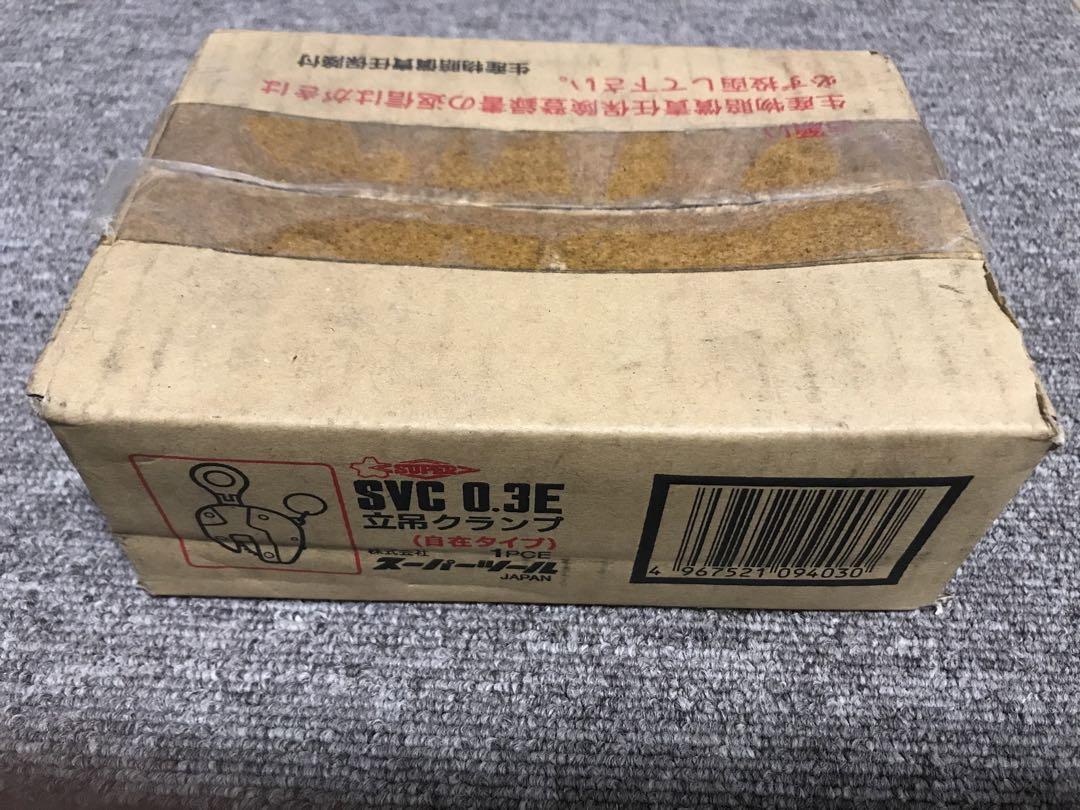 生産物賠償責任保険付
生産物賠償責任保険登録書の返信はがきは
必ず投函して下さい。
SUPER
SVC 0.3E
立吊クランプ
(自在タイプ)
1PCE
株式会社
スーパーツール
JAPAN
4 967521 094030